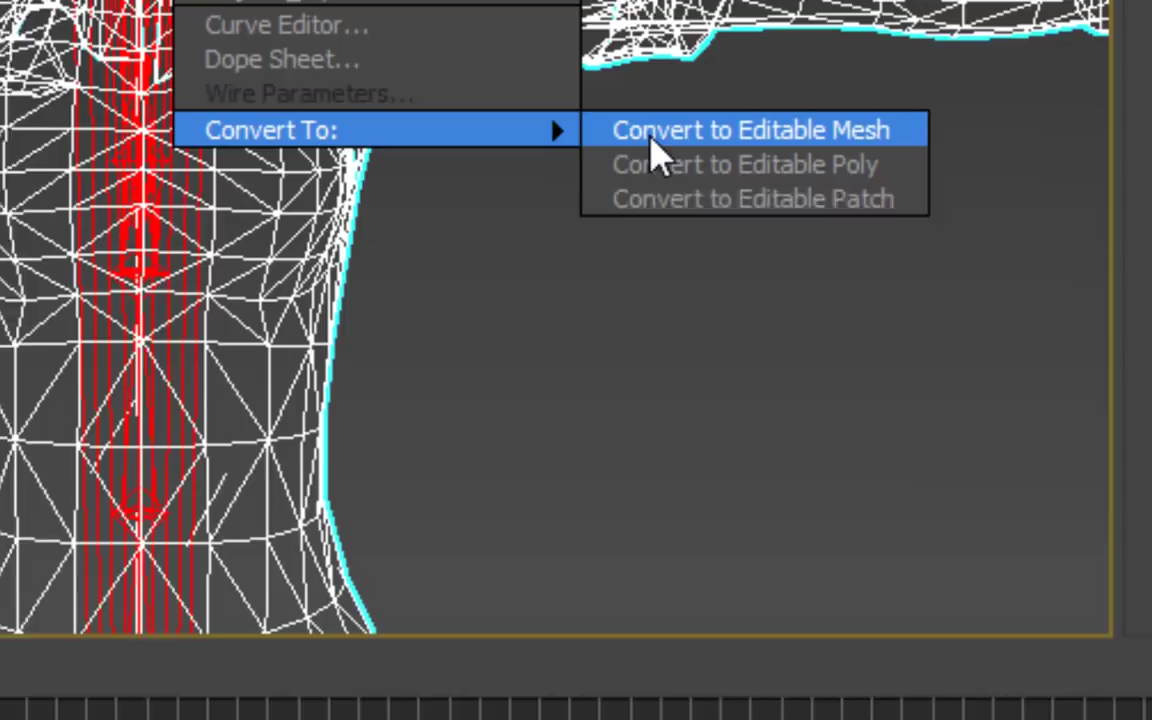 Curve Editor...
Dope Sheet...
Wire Parameters...
Convert To:
Convert to Editable Mesh
Convert to Editable Poly
Convert to Editable Patch